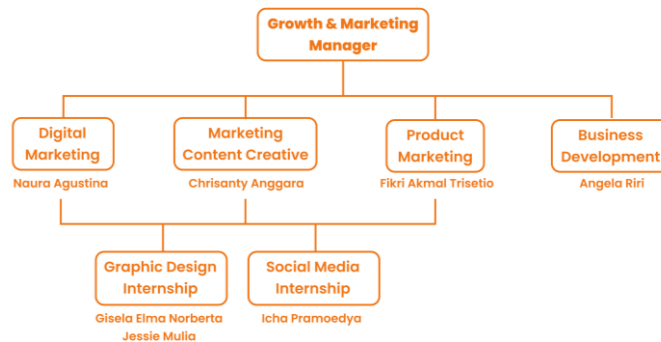 Growth & Marketing
Manager
Digital
Marketing
Naura Agustina
Marketing
Content Creative
Chrisanty Anggara
Product
Marketing
Fikri Akmal Trisetio
Business
Development
Angela Riri
Graphic Design
Internship
Gisela Elma Norberta
Jessie Mulia
Social Media
Internship
Icha Pramoedya